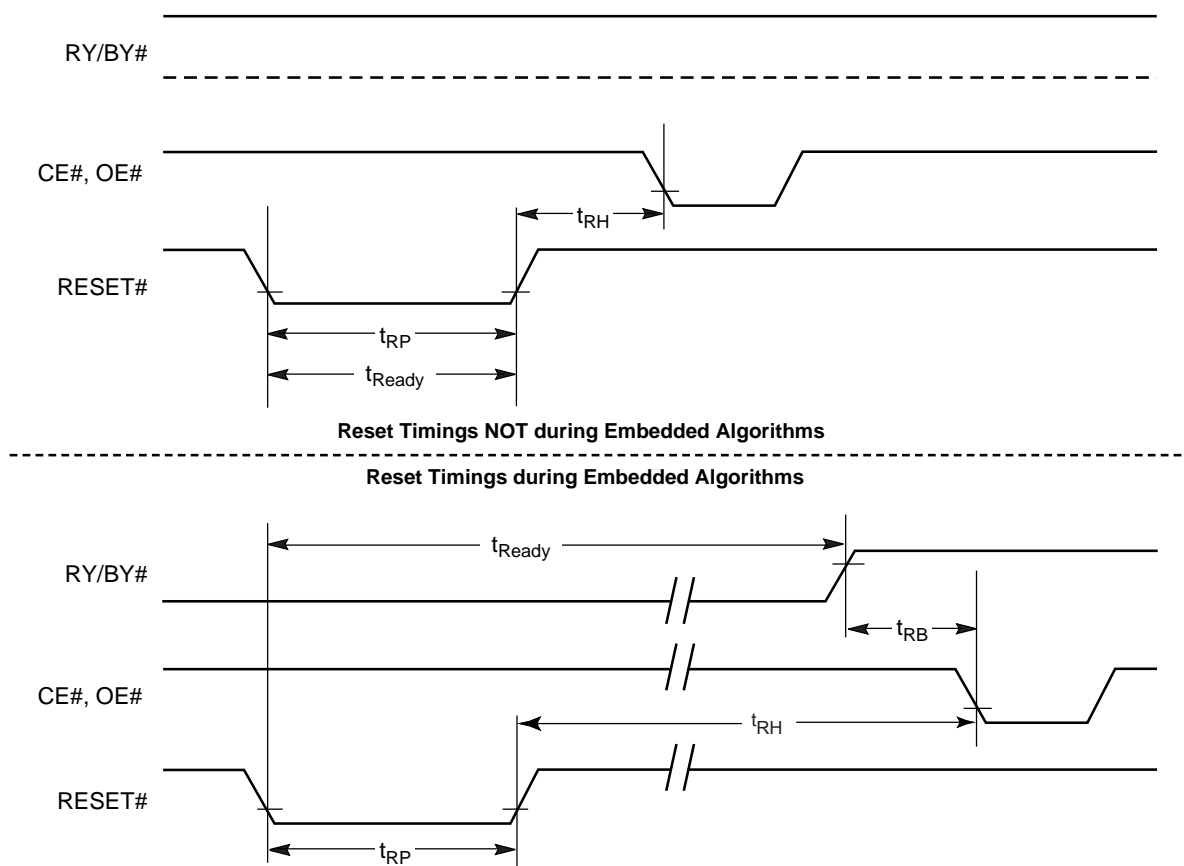 RY/BY#
CE#, OE#
tRH
RESET#
tRP
tReady
Reset Timings NOT during Embedded Algorithms
Reset Timings during Embedded Algorithms
tReady
RY/BY#
tRB
CE#, OE#
tRH
RESET#
tRP